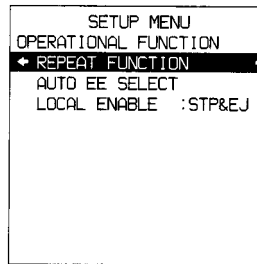 SETUP MENU
OPERATIONAL FUNCTION
REPEAT FUNCTION
AUTO EE SELECT
LOCAL ENABLE :STP&EJ